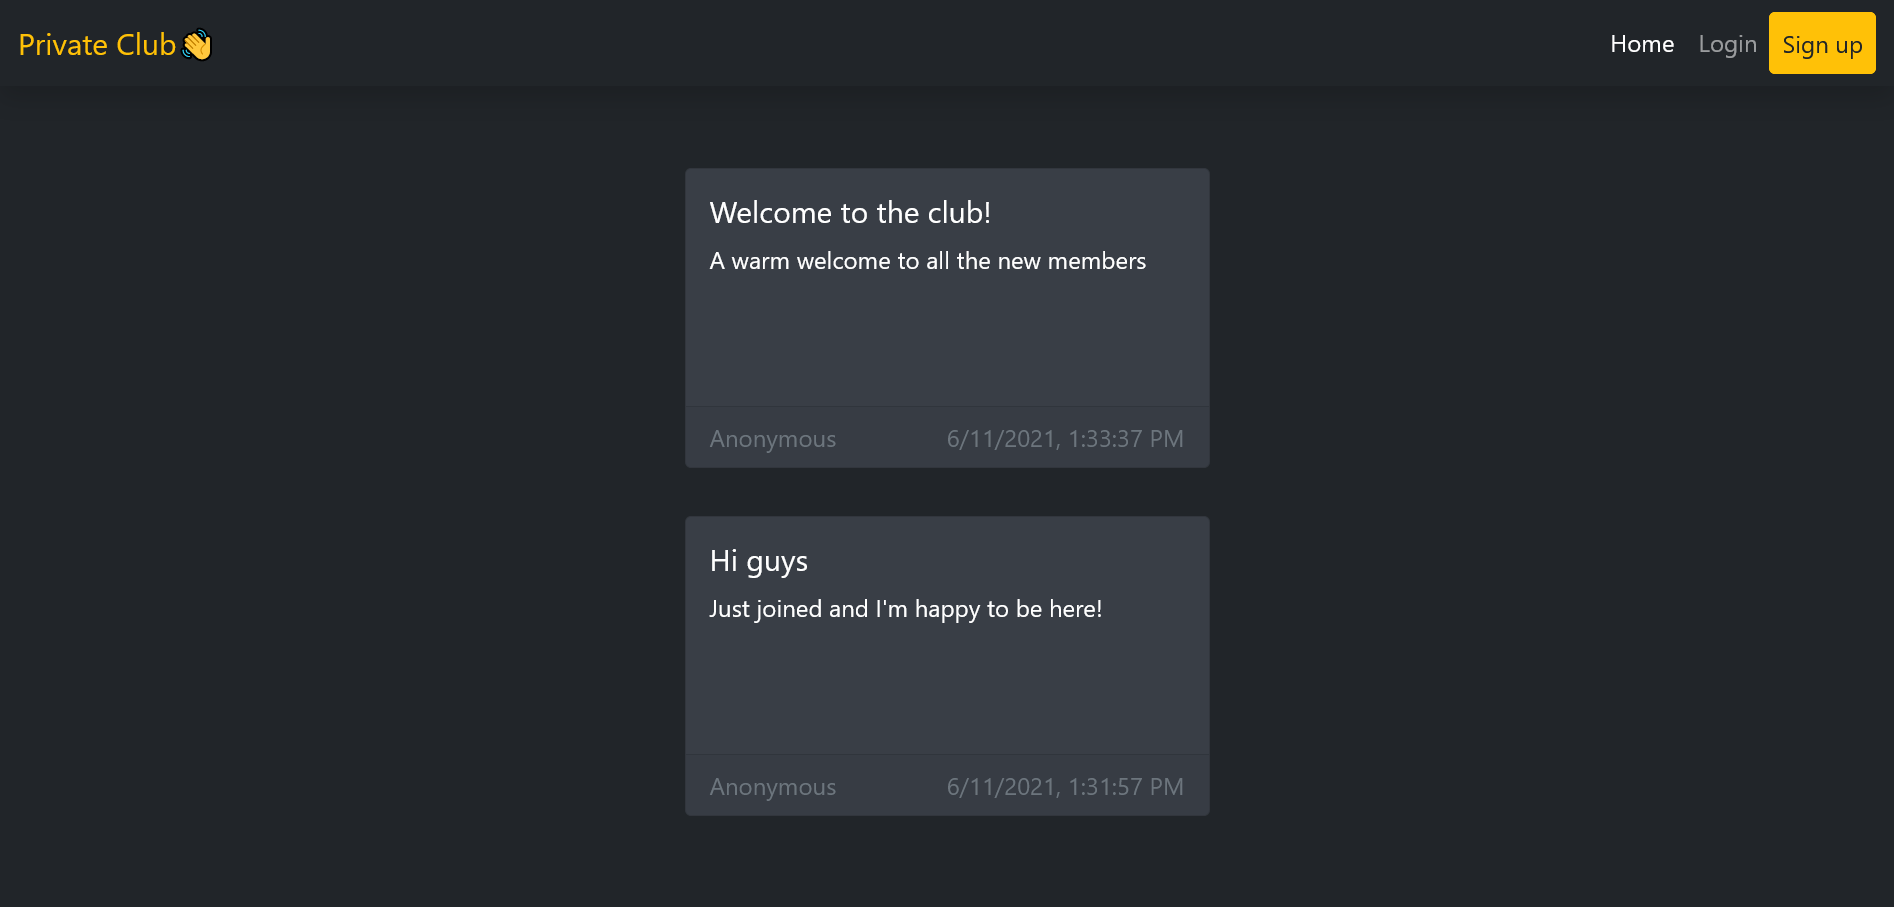 Private Club👋
Home Login Sign up
Welcome to the club!
A warm welcome to all the new members
Anonymous 6/11/2021, 1:33:37 PM
Hi guys
Just joined and I'm happy to be here!
Anonymous 6/11/2021, 1:31:57 PM